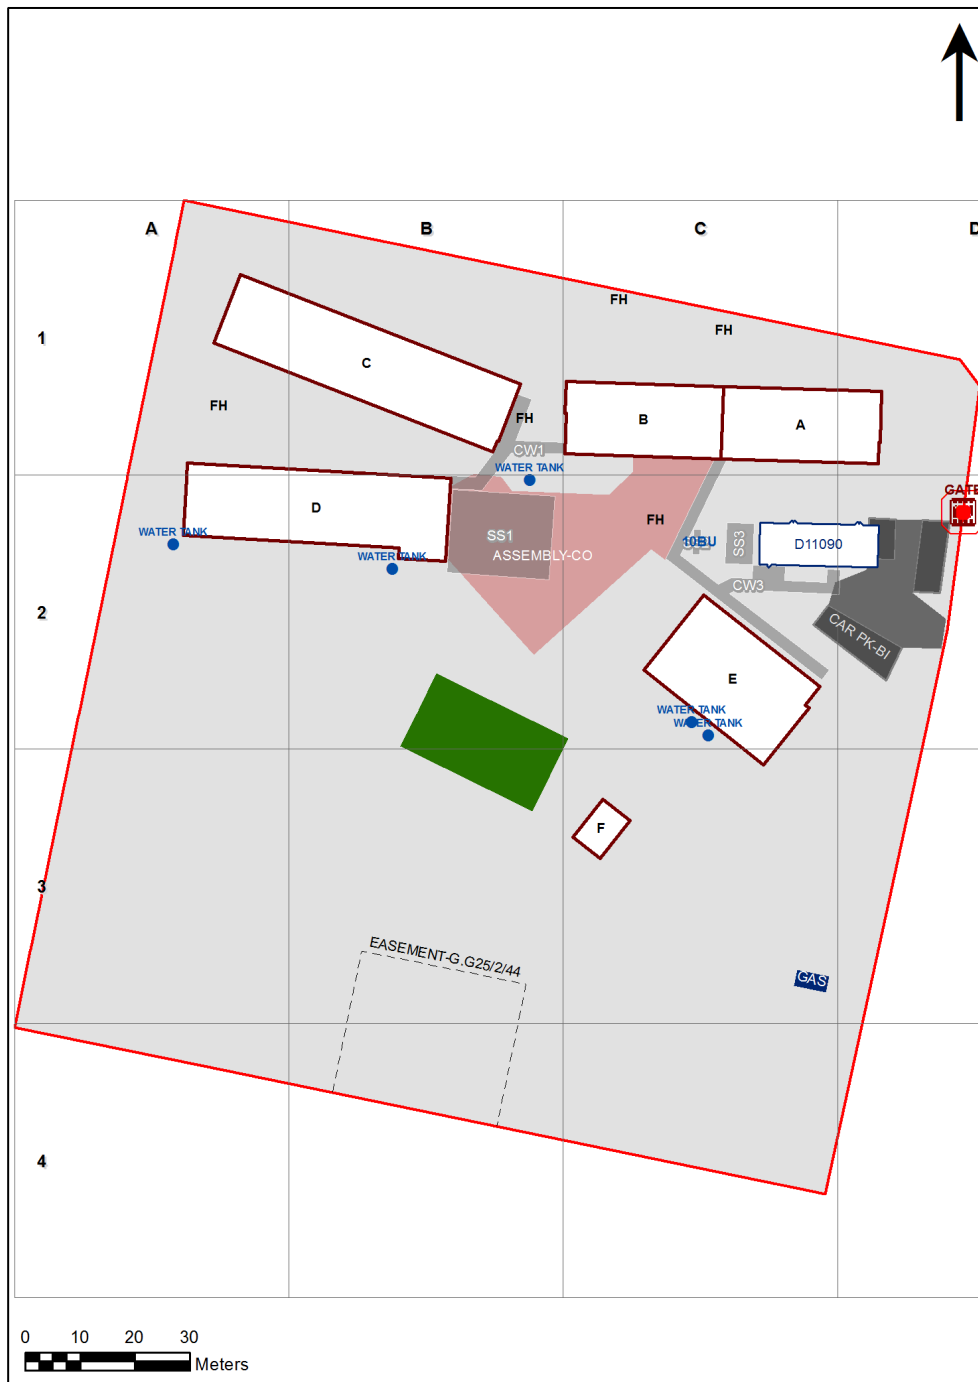 A
B
C
D
1
FH
FH
C
FH
FH
B
A
CW1
WATER TANK
GATE
D
FH
SS1
WATER TANK
ASSEMBLY-CO
WATER TANK
10BU
SS3
D11090
CW3
2
CAR PK-BI
E
WATER TANK
WATER TANK
F
3
EASEMENT-G.G25/2/44
GAS
4
0 10 20 30
Meters